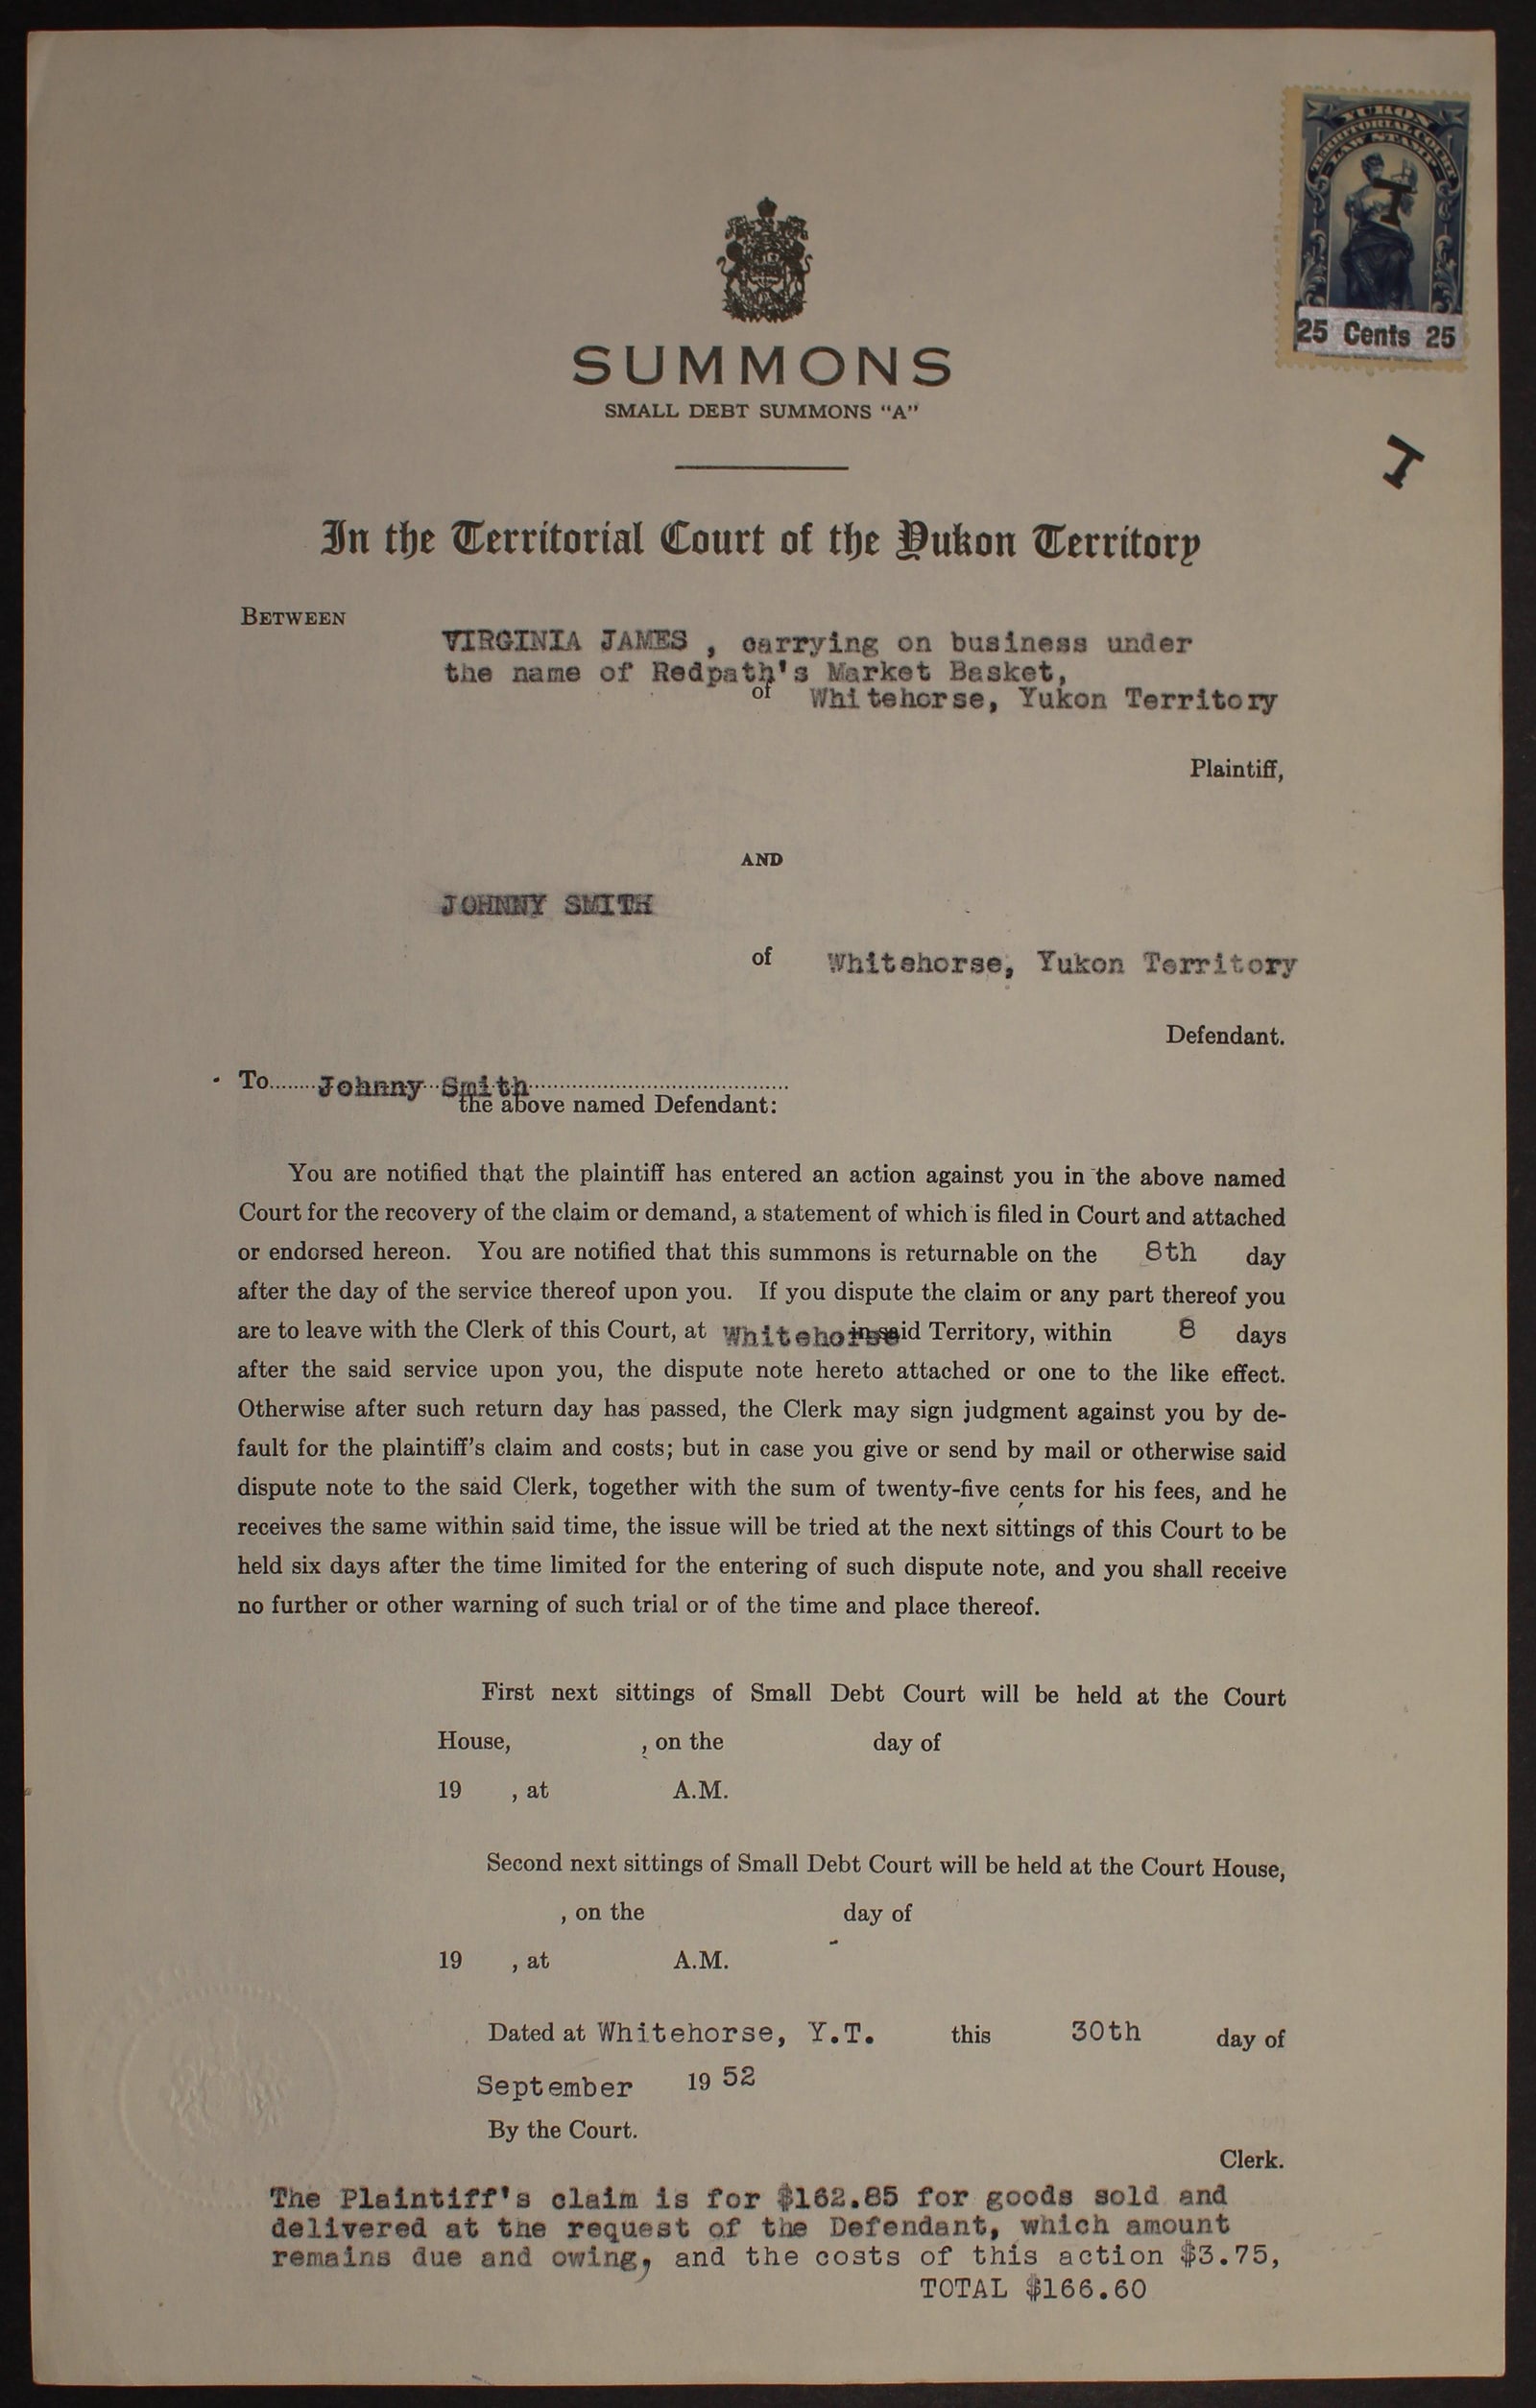 YUKON
TERRITORIAL COURT
LAW STAMP
25 Cents 25
SUMMONS
SMALL DEBT SUMMONS "A"
In the Territorial Court of the Yukon Territory
BETWEEN
VIRGINIA JAMES , carrying on business under
the name of Redpath's Market Basket,
of Whitehorse, Yukon Territory
Plaintiff,
AND
JOHNNY SMITH
of Whitehorse, Yukon Territory
Defendant.
To Johnny Smith
the above named Defendant:
You are notified that the plaintiff has entered an action against you in the above named
Court for the recovery of the claim or demand, a statement of which is filed in Court and attached
or endorsed hereon. You are notified that this summons is returnable on the 8th day
after the day of the service thereof upon you. If you dispute the claim or any part thereof you
are to leave with the Clerk of this Court, at Whitehorse in said Territory, within 8 days
after the said service upon you, the dispute note hereto attached or one to the like effect.
Otherwise after such return day has passed, the Clerk may sign judgment against you by de-
fault for the plaintiff's claim and costs; but in case you give or send by mail or otherwise said
dispute note to the said Clerk, together with the sum of twenty-five cents for his fees, and he
receives the same within said time, the issue will be tried at the next sittings of this Court to be
held six days after the time limited for the entering of such dispute note, and you shall receive
no further or other warning of such trial or of the time and place thereof.
First next sittings of Small Debt Court will be held at the Court
House, , on the day of
19 , at A.M.
Second next sittings of Small Debt Court will be held at the Court House,
, on the day of
19 , at A.M.
Dated at Whitehorse, Y.T. this 30th day of
September 19 52
By the Court.
Clerk.
The Plaintiff's claim is for $162.85 for goods sold and
delivered at the request of the Defendant, which amount
remains due and owing, and the costs of this action $3.75,
TOTAL $166.60